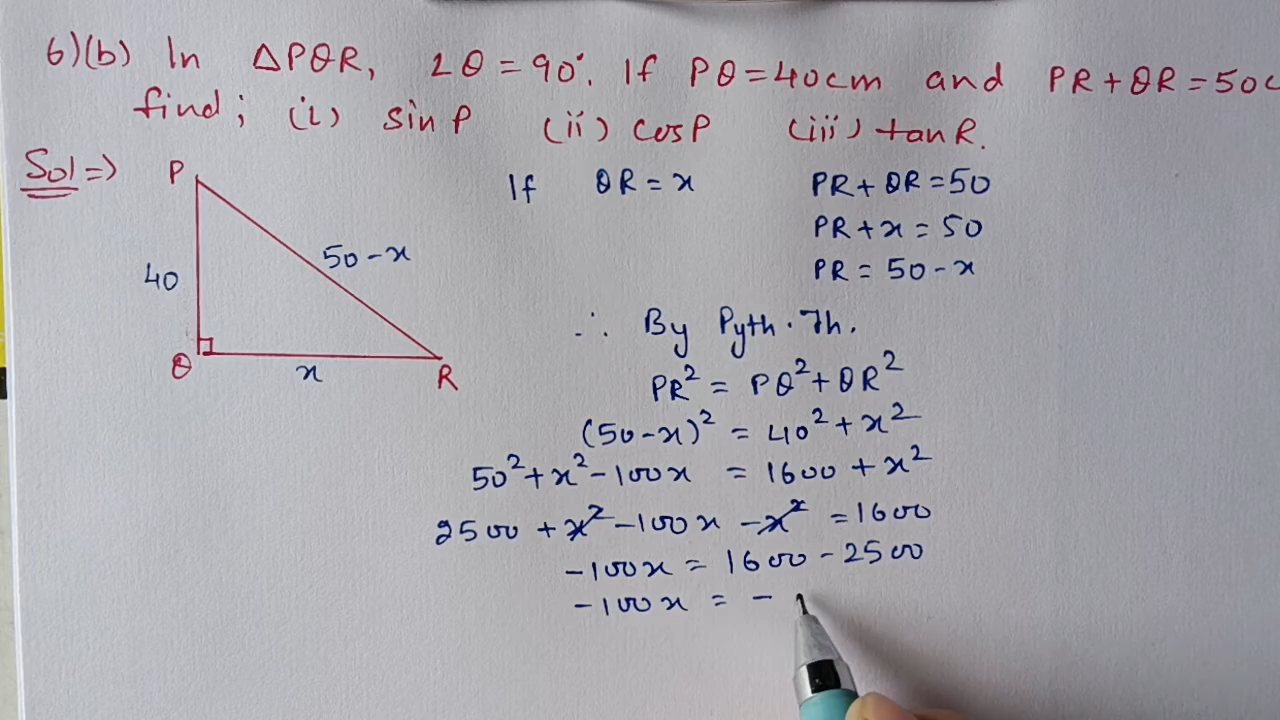 6)(b) In △PQR, ∠Q = 90°. If PQ = 40cm and PR + QR = 50c
find; (i) sin P (ii) cos P (iii) tan R.
Sol ⇒
P
40
50 - x
Q
x
R
If QR = x
PR + QR = 50
PR + x = 50
PR = 50 - x
∴ By Pyth. Th.
PR² = PQ² + QR²
(50 - x)² = 40² + x²
50² + x² - 100x = 1600 + x²
2500 + x² - 100x - x² = 1600
-100x = 1600 - 2500
-100x = -